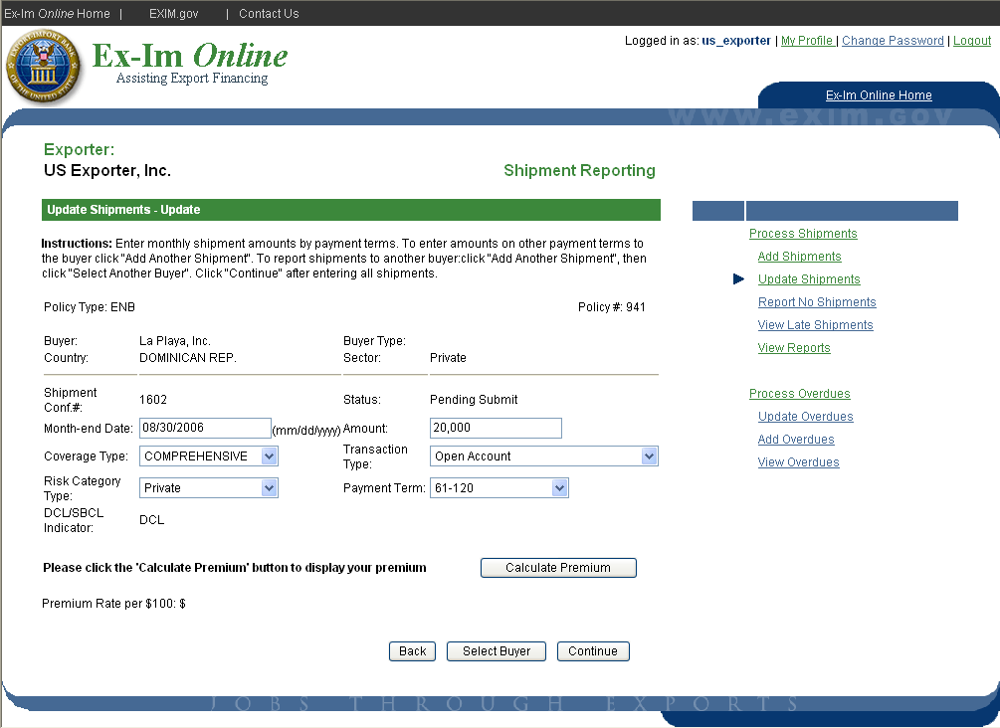 Ex-Im Online Home | EXIM.gov | Contact Us
Logged in as: us_exporter | My Profile | Change Password | Logout
EXPORT-IMPORT BANK
OF THE UNITED STATES
Ex-Im Online
Assisting Export Financing
Ex-Im Online Home
www.exim.gov
Exporter:
US Exporter, Inc.
Shipment Reporting
Update Shipments - Update
Instructions: Enter monthly shipment amounts by payment terms. To enter amounts on other payment terms to
the buyer click "Add Another Shipment". To report shipments to another buyer:click "Add Another Shipment", then
click "Select Another Buyer". Click "Continue" after entering all shipments.
Policy Type: ENB
Policy #: 941
Buyer: La Playa, Inc. Buyer Type:
Country: DOMINICAN REP. Sector: Private
Shipment
Conf.#: 1602 Status: Pending Submit
Month-end Date: 08/30/2006 (mm/dd/yyyy) Amount: 20,000
Coverage Type: COMPREHENSIVE Transaction
Type: Open Account
Risk Category
Type: Private Payment Term: 61-120
DCL/SBCL
Indicator: DCL
Please click the 'Calculate Premium' button to display your premium Calculate Premium
Premium Rate per $100: $
Back Select Buyer Continue
Process Shipments
Add Shipments
Update Shipments
Report No Shipments
View Late Shipments
View Reports
Process Overdues
Update Overdues
Add Overdues
View Overdues
JOBS THROUGH EXPORTS